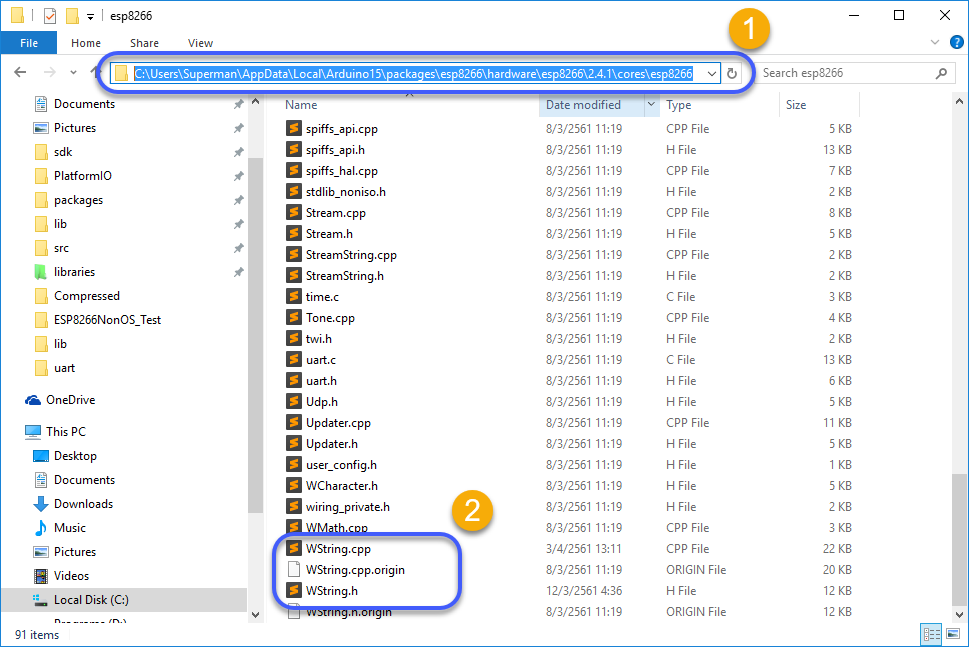 esp8266
File Home Share View
1
C:\Users\Superman\AppData\Local\Arduino15\packages\esp8266\hardware\esp8266\2.4.1\cores\esp8266
Search esp8266
Documents
Pictures
sdk
PlatformIO
packages
lib
src
libraries
Compressed
ESP8266NonOS_Test
lib
uart
OneDrive
This PC
Desktop
Documents
Downloads
Music
Pictures
Videos
Local Disk (C:)
Programs (D:)
Name Date modified Type Size
spiffs_api.cpp 8/3/2561 11:19 CPP File 5 KB
spiffs_api.h 8/3/2561 11:19 H File 13 KB
spiffs_hal.cpp 8/3/2561 11:19 CPP File 7 KB
stdlib_noniso.h 8/3/2561 11:19 H File 2 KB
Stream.cpp 8/3/2561 11:19 CPP File 8 KB
Stream.h 8/3/2561 11:19 H File 5 KB
StreamString.cpp 8/3/2561 11:19 CPP File 2 KB
StreamString.h 8/3/2561 11:19 H File 2 KB
time.c 8/3/2561 11:19 C File 3 KB
Tone.cpp 8/3/2561 11:19 CPP File 4 KB
twi.h 8/3/2561 11:19 H File 2 KB
uart.c 8/3/2561 11:19 C File 13 KB
uart.h 8/3/2561 11:19 H File 6 KB
Udp.h 8/3/2561 11:19 H File 5 KB
Updater.cpp 8/3/2561 11:19 CPP File 11 KB
Updater.h 8/3/2561 11:19 H File 5 KB
user_config.h 8/3/2561 11:19 H File 1 KB
WCharacter.h 8/3/2561 11:19 H File 5 KB
wiring_private.h 8/3/2561 11:19 H File 2 KB
2
WMath.cpp 8/3/2561 11:19 CPP File 3 KB
WString.cpp 3/4/2561 13:11 CPP File 22 KB
WString.cpp.origin 8/3/2561 11:19 ORIGIN File 20 KB
WString.h 12/3/2561 4:36 H File 12 KB
WString.h.origin 8/3/2561 11:19 ORIGIN File 12 KB
91 items